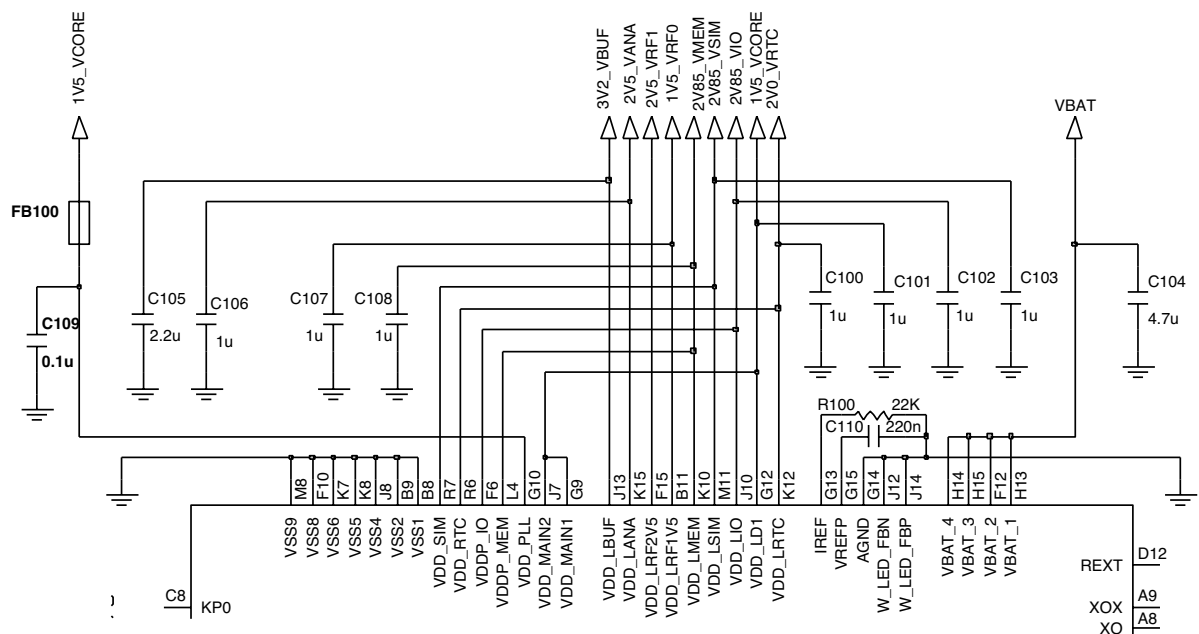 1V5_VCORE
3V2_VBUF
2V5_VANA
2V5_VRF1
1V5_VRF0
2V85_VMEM
2V85_VSIM
2V85_VIO
1V5_VCORE
2V0_VRTC
VBAT
FB100
C105
2.2u
C106
1u
C107
1u
C108
1u
C109
0.1u
C100
1u
C101
1u
C102
1u
C103
1u
C104
4.7u
R100
22K
C110
220n
M8
F10
K7
K8
J8
B9
B8
R7
R6
F6
L4
G10
J7
G9
J13
K15
F15
B11
K10
M11
J10
G12
K12
G13
G15
G14
J12
J14
H14
H15
F12
H13
VSS9
VSS8
VSS6
VSS5
VSS4
VSS2
VSS1
VDD_SIM
VDD_RTC
VDDP_IO
VDDP_MEM
VDD_PLL
VDD_MAIN2
VDD_MAIN1
VDD_LBUF
VDD_LANA
VDD_LRF2V5
VDD_LRF1V5
VDD_LMEM
VDD_LSIM
VDD_LIO
VDD_LD1
VDD_LRTC
IREF
VREFP
AGND
W_LED_FBN
W_LED_FBP
VBAT_4
VBAT_3
VBAT_2
VBAT_1
D12
REXT
C8
KP0
A9
XOX
A8
XO